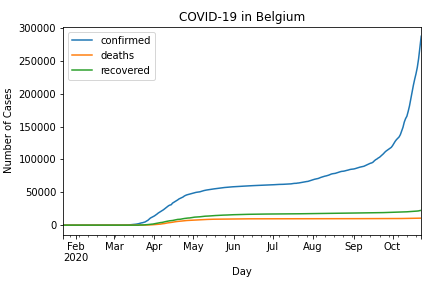 COVID-19 in Belgium
confirmed
deaths
recovered
Number of Cases
300000
250000
200000
150000
100000
50000
0
Feb Mar Apr May Jun Jul Aug Sep Oct
2020
Day